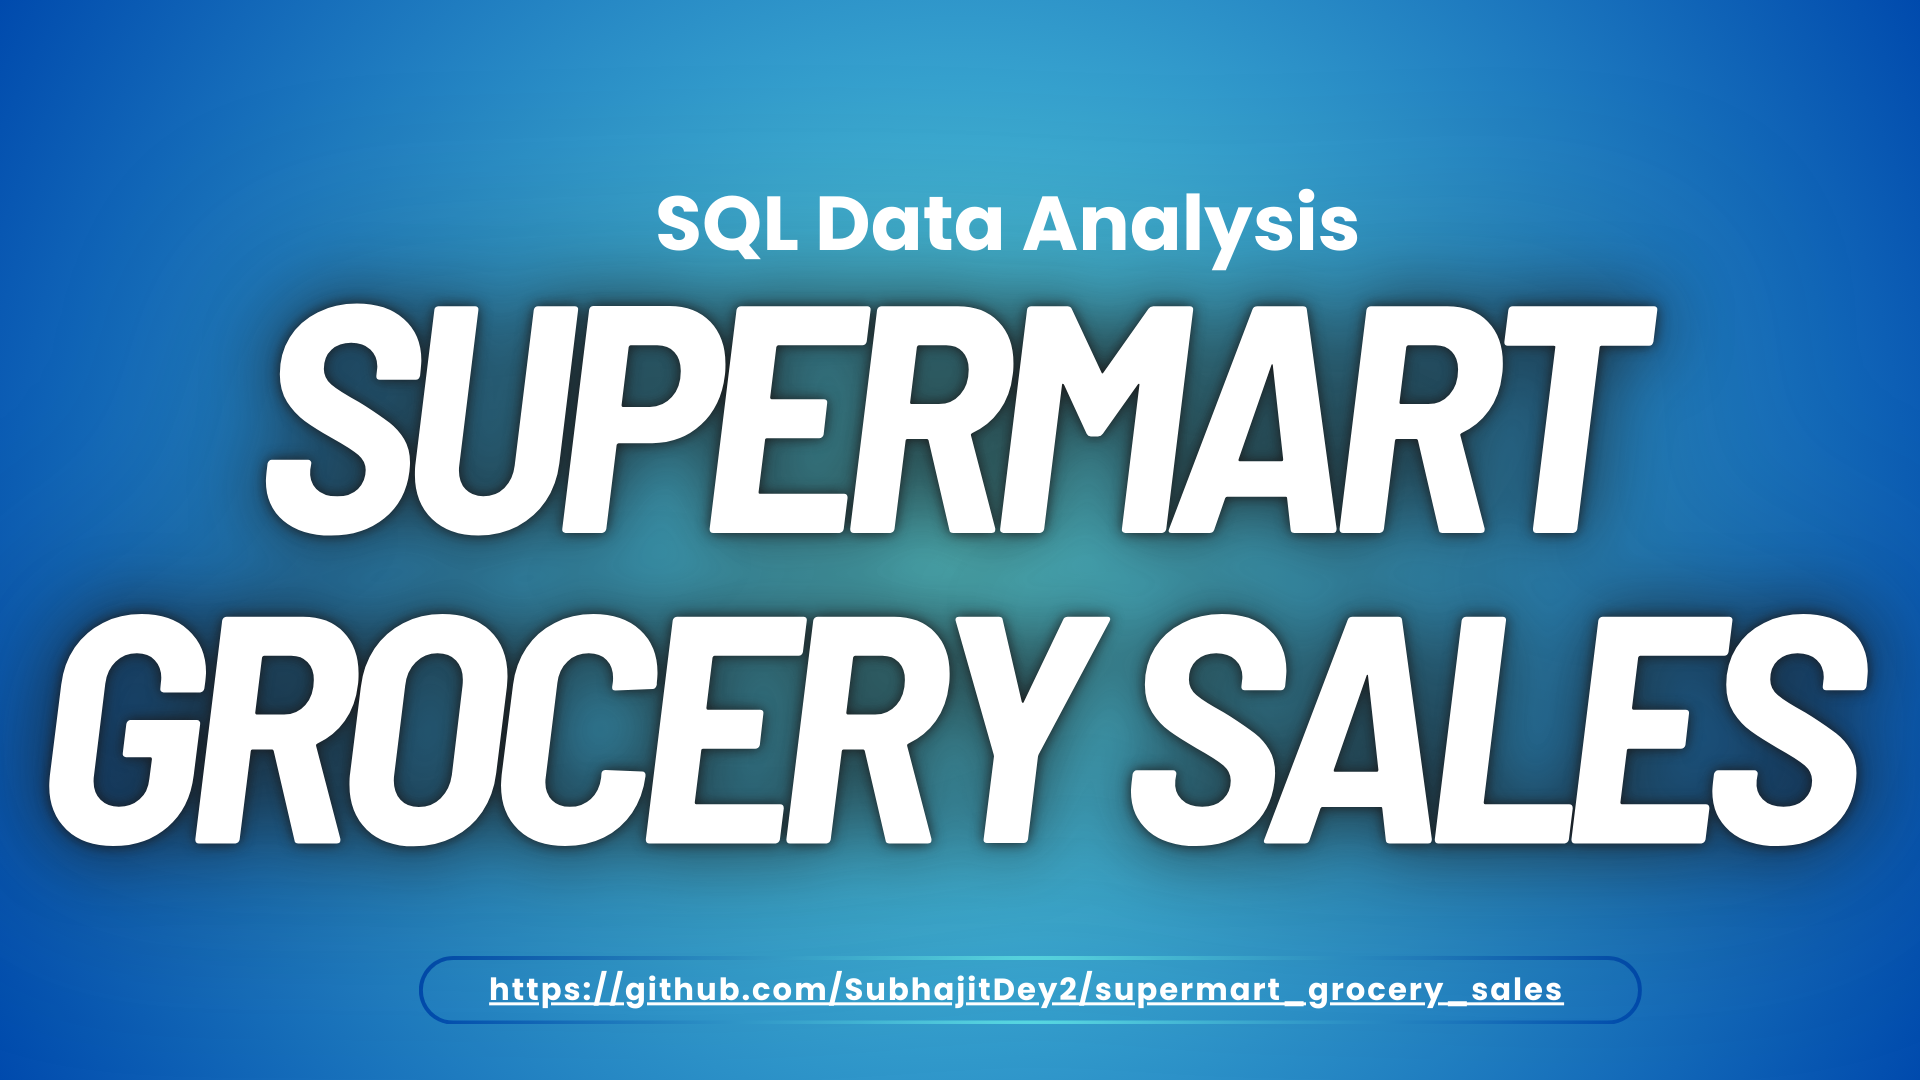 SQL Data Analysis
SUPERMART
GROCERY SALES
https://github.com/SubhajitDey2/supermart_grocery_sales